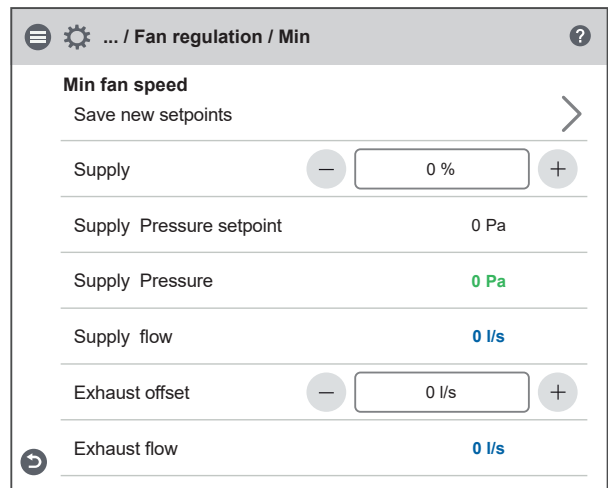 ... / Fan regulation / Min ?
Min fan speed
Save new setpoints
Supply – 0 % +
Supply Pressure setpoint 0 Pa
Supply Pressure 0 Pa
Supply flow 0 l/s
Exhaust offset – 0 l/s +
Exhaust flow 0 l/s